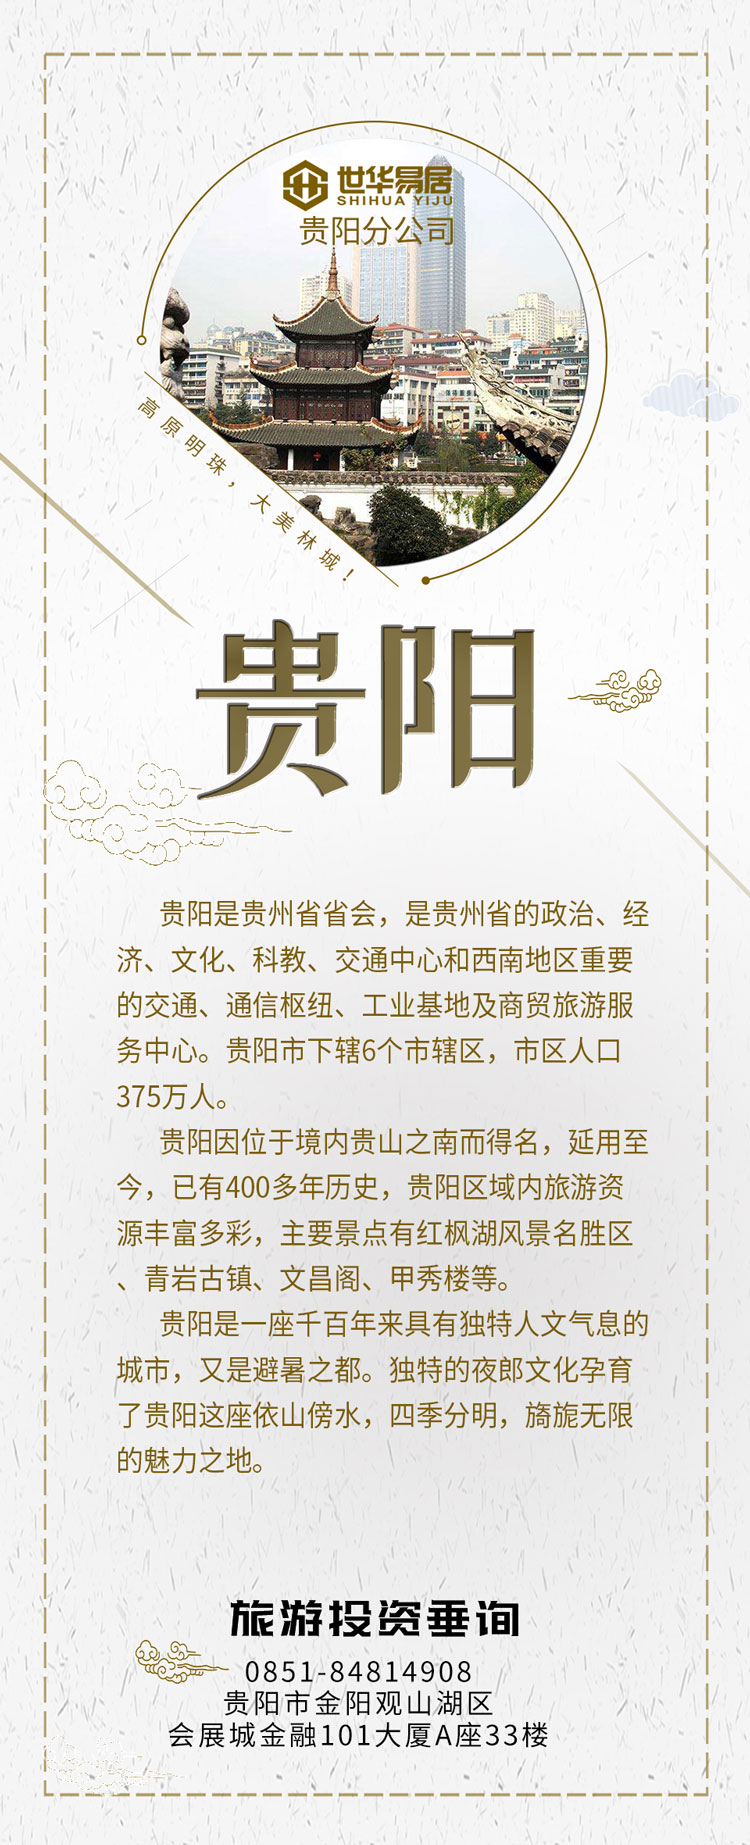 世华易居
SHIHUA YIJU
贵阳分公司
高原明珠，大美林城！
贵阳
贵阳是贵州省省会，是贵州省的政治、经
济、文化、科教、交通中心和西南地区重要
的交通、通信枢纽、工业基地及商贸旅游服
务中心。贵阳市下辖6个市辖区，市区人口
375万人。
贵阳因位于境内贵山之南而得名，延用至
今，已有400多年历史，贵阳区域内旅游资
源丰富多彩，主要景点有红枫湖风景名胜区
、青岩古镇、文昌阁、甲秀楼等。
贵阳是一座千百年来具有独特人文气息的
城市，又是避暑之都。独特的夜郎文化孕育
了贵阳这座依山傍水，四季分明，旖旎无限
的魅力之地。
旅游投资垂询
0851-84814908
贵阳市金阳观山湖区
会展城金融101大厦A座33楼